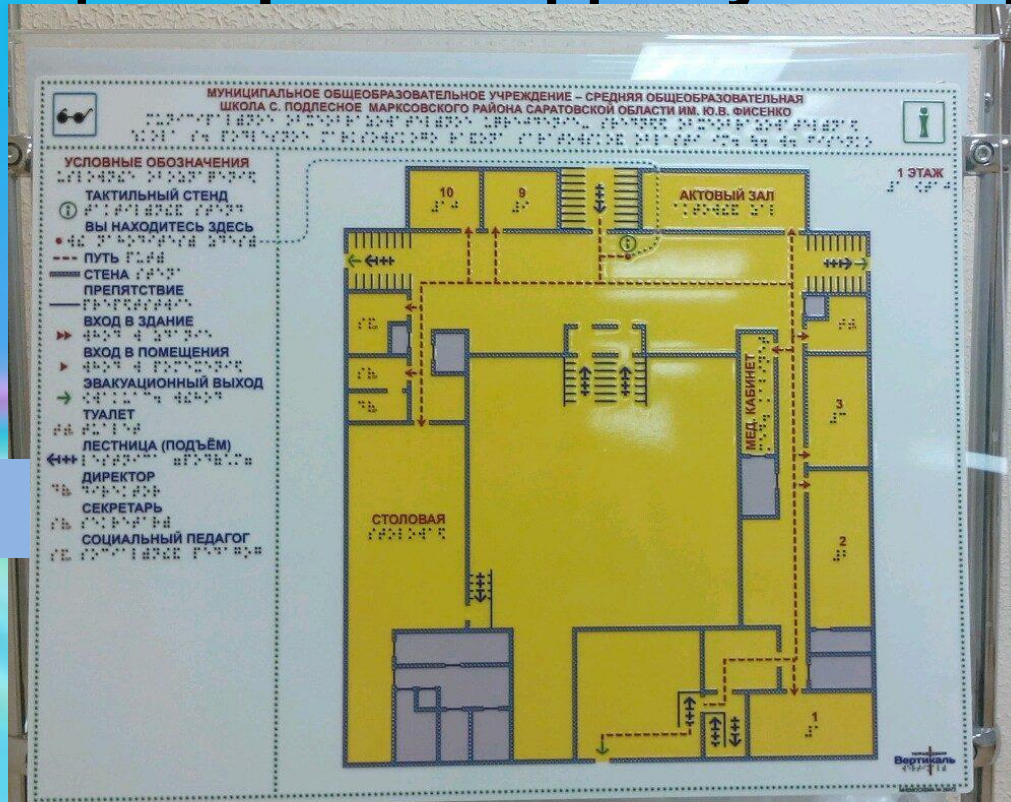 МУНИЦИПАЛЬНОЕ ОБЩЕОБРАЗОВАТЕЛЬНОЕ УЧРЕЖДЕНИЕ – СРЕДНЯЯ ОБЩЕОБРАЗОВАТЕЛЬНАЯ
ШКОЛА С. ПОДЛЕСНОЕ МАРКСОВСКОГО РАЙОНА САРАТОВСКОЙ ОБЛАСТИ ИМ. Ю.В. ФИСЕНКО
УСЛОВНЫЕ ОБОЗНАЧЕНИЯ
ТАКТИЛЬНЫЙ СТЕНД
ВЫ НАХОДИТЕСЬ ЗДЕСЬ
ПУТЬ
СТЕНА
ПРЕПЯТСТВИЕ
ВХОД В ЗДАНИЕ
ВХОД В ПОМЕЩЕНИЯ
ЭВАКУАЦИОННЫЙ ВЫХОД
ТУАЛЕТ
ЛЕСТНИЦА (ПОДЪЁМ)
ДИРЕКТОР
СЕКРЕТАРЬ
СОЦИАЛЬНЫЙ ПЕДАГОГ
1 ЭТАЖ
10
9
АКТОВЫЙ ЗАЛ
МЕД. КАБИНЕТ
3
СТОЛОВАЯ
2
1
Вертикаль